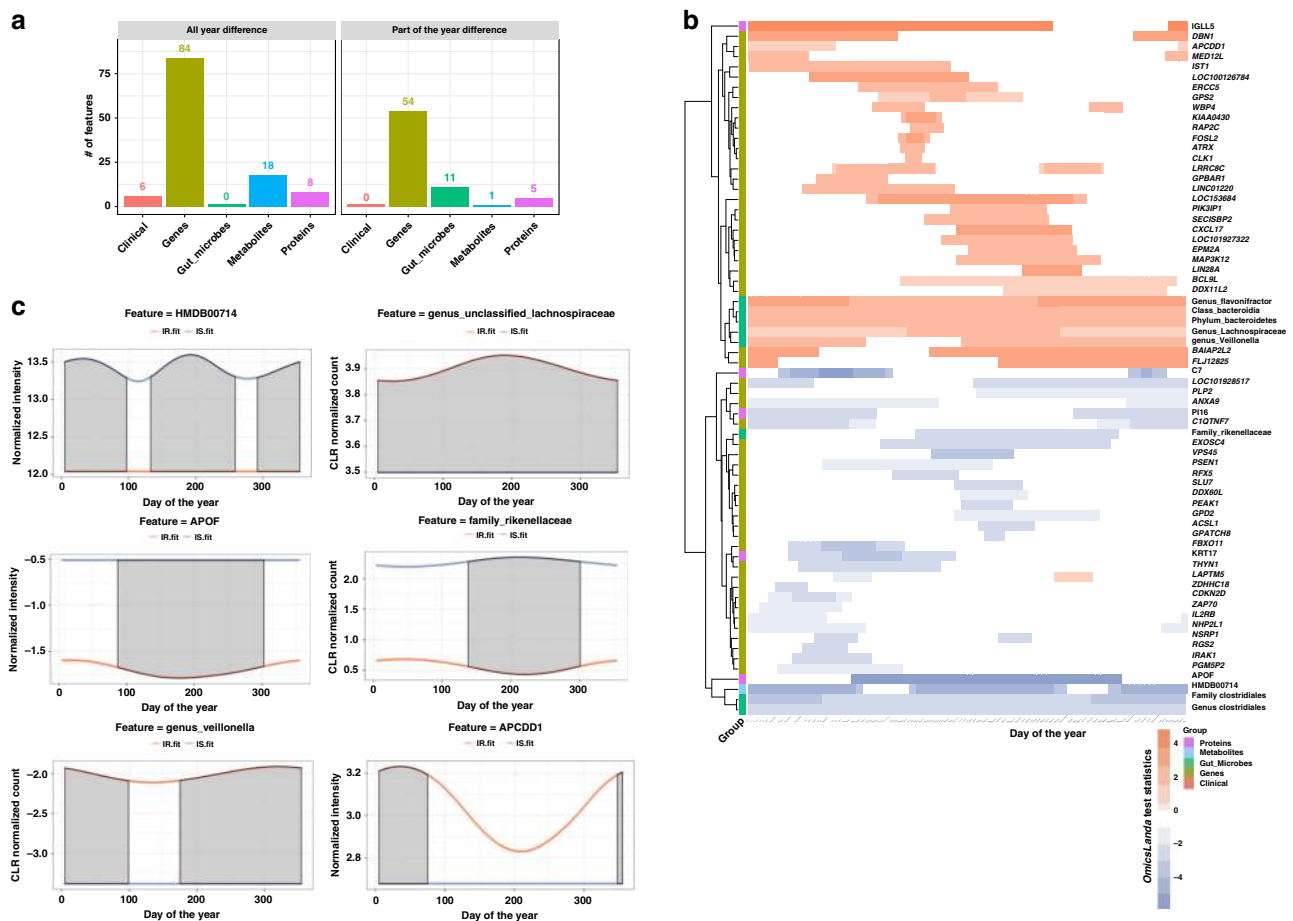 a
All year difference
Part of the year difference
# of features
75
50
25
0
6
84
0
18
8
0
54
11
1
5
Clinical
Genes
Gut_microbes
Metabolites
Proteins
Clinical
Genes
Gut_microbes
Metabolites
Proteins
b
IGLL5
DBN1
APCDD1
MED12L
IST1
LOC100126784
ERCC5
GPS2
WBP4
KIAA0430
RAP2C
FOSL2
ATRX
CLK1
LRRC8C
GPBAR1
LINC01220
LOC153684
PIK3IP1
SECISBP2
CXCL17
LOC101927322
EPM2A
MAP3K12
LIN28A
BCL9L
DDX11L2
Genus_flavonifractor
Class_bacteroidia
Phylum_bacteroidetes
Genus_Lachnospiraceae
genus_Veillonella
BAIAP2L2
FLJ12825
C7
LOC101928517
PLP2
ANXA9
PI16
C1QTNF7
Family_rikenellaceae
EXOSC4
VPS45
PSEN1
RFX5
SLU7
DDX60L
PEAK1
GPD2
ACSL1
GPATCH8
FBXO11
KRT17
THYN1
LAPTM5
ZDHHC18
CDKN2D
ZAP70
IL2RB
NHP2L1
NSRP1
RGS2
IRAK1
PGM5P2
APOF
HMDB00714
Family clostridiales
Genus clostridiales
Group
Day of the year
OmicsLanda test statistics
4
2
0
−2
−4
Group
Proteins
Metabolites
Gut_Microbes
Genes
Clinical
c
Feature = HMDB00714
IR.fit IS.fit
Normalized intensity
13.5
13.0
12.5
12.0
0 100 200 300
Day of the year
Feature = genus_unclassified_lachnospiraceae
IR.fit IS.fit
CLR normalized count
3.9
3.8
3.7
3.6
3.5
0 100 200 300
Day of the year
Feature = APOF
IR.fit IS.fit
Normalized intensity
−0.5
−1.0
−1.5
0 100 200 300
Day of the year
Feature = family_rikenellaceae
IR.fit IS.fit
CLR normalized count
2.0
1.5
1.0
0.5
0 100 200 300
Day of the year
Feature = genus_veillonella
IR.fit IS.fit
CLR normalized count
−2.0
−2.5
−3.0
0 100 200 300
Day of the year
Feature = APCDD1
IR.fit IS.fit
Normalized intensity
3.2
3.0
2.8
0 100 200 300
Day of the year